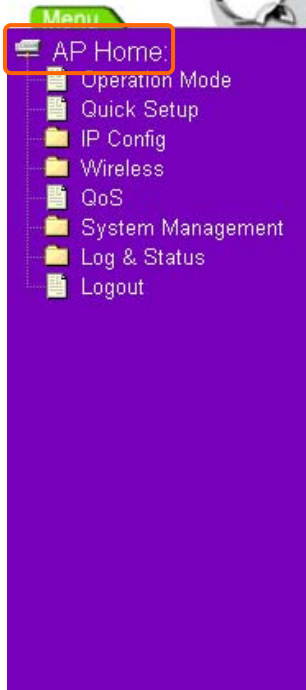 Menu
AP Home:
Operation Mode
Quick Setup
IP Config
Wireless
QoS
System Management
Log & Status
Logout